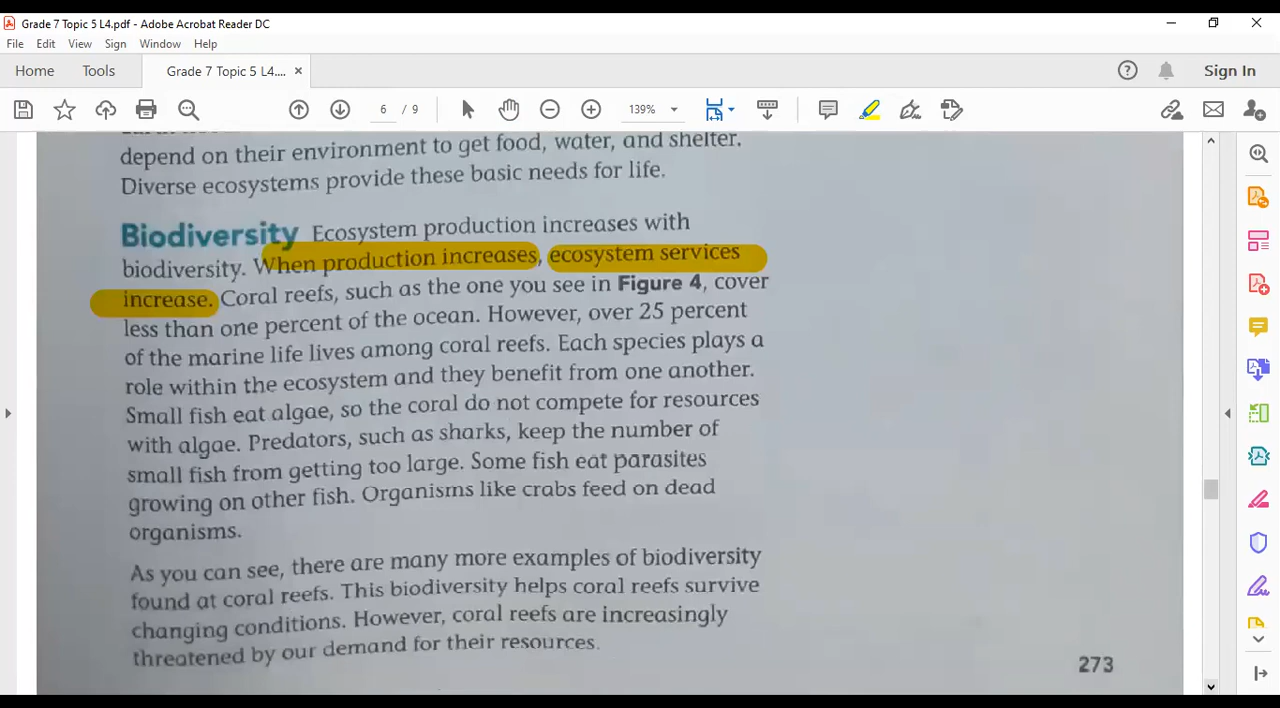 Grade 7 Topic 5 L4.pdf - Adobe Acrobat Reader DC
File Edit View Sign Window Help
Home Tools Grade 7 Topic 5 L4.... × Sign In
6 / 9 139%
depend on their environment to get food, water, and shelter.
Diverse ecosystems provide these basic needs for life.
Biodiversity Ecosystem production increases with
biodiversity. When production increases, ecosystem services
increase. Coral reefs, such as the one you see in Figure 4, cover
less than one percent of the ocean. However, over 25 percent
of the marine life lives among coral reefs. Each species plays a
role within the ecosystem and they benefit from one another.
Small fish eat algae, so the coral do not compete for resources
with algae. Predators, such as sharks, keep the number of
small fish from getting too large. Some fish eat parasites
growing on other fish. Organisms like crabs feed on dead
organisms.
As you can see, there are many more examples of biodiversity
found at coral reefs. This biodiversity helps coral reefs survive
changing conditions. However, coral reefs are increasingly
threatened by our demand for their resources.
273